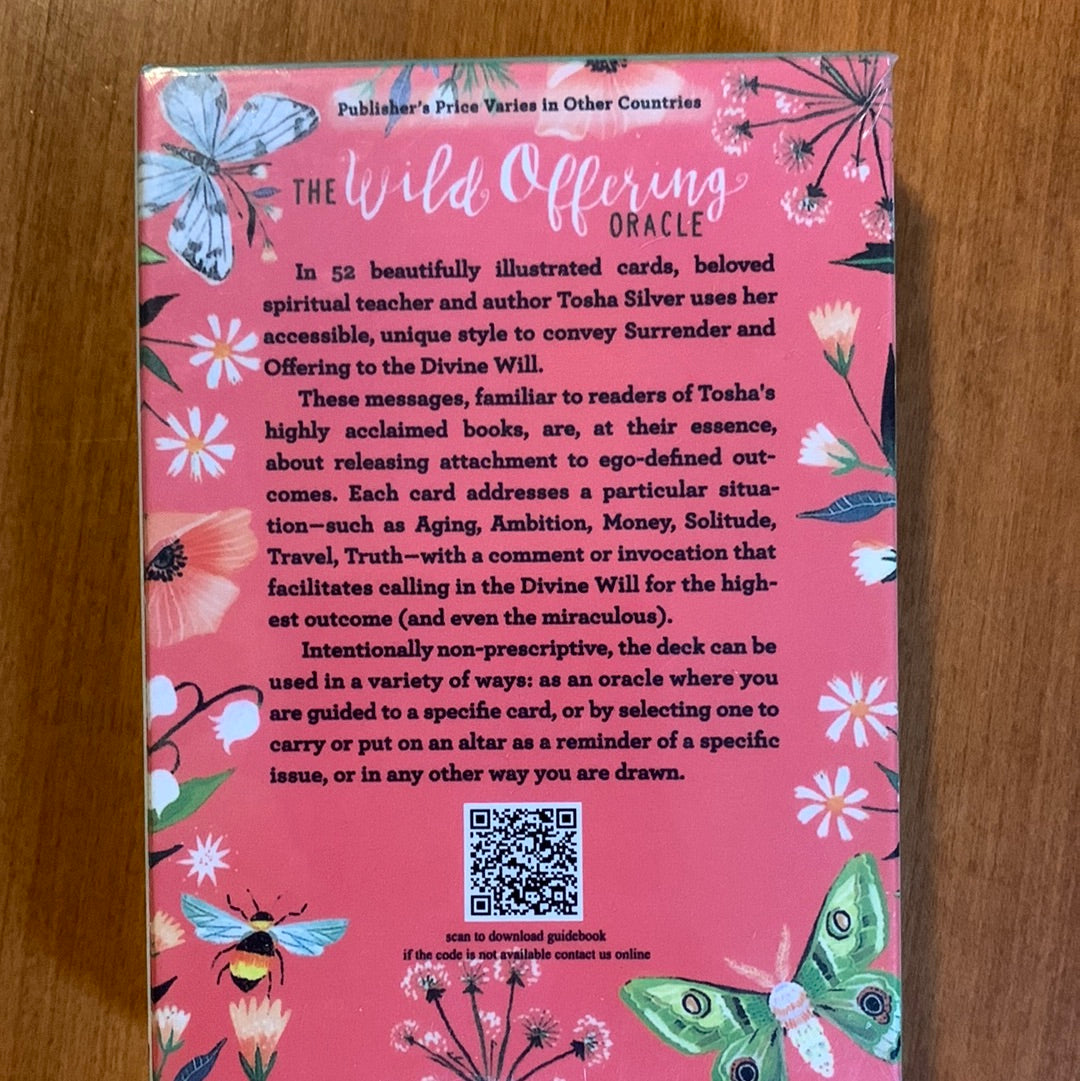 Publisher's Price Varies in Other Countries
THE Wild Offering
ORACLE
In 52 beautifully illustrated cards, beloved
spiritual teacher and author Tosha Silver uses her
accessible, unique style to convey Surrender and
Offering to the Divine Will.
These messages, familiar to readers of Tosha's
highly acclaimed books, are, at their essence,
about releasing attachment to ego-defined out-
comes. Each card addresses a particular situa-
tion—such as Aging, Ambition, Money, Solitude,
Travel, Truth—with a comment or invocation that
facilitates calling in the Divine Will for the high-
est outcome (and even the miraculous).
Intentionally non-prescriptive, the deck can be
used in a variety of ways: as an oracle where you
are guided to a specific card, or by selecting one to
carry or put on an altar as a reminder of a specific
issue, or in any other way you are drawn.
scan to download guidebook
if the code is not available contact us online